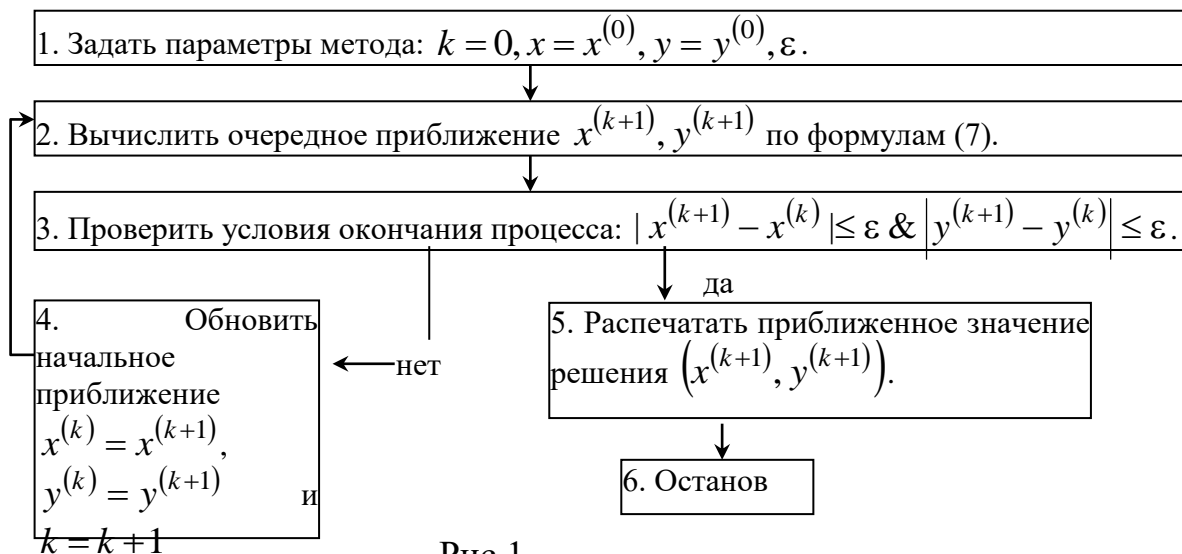 1. Задать параметры метода: k = 0, x = x^(0), y = y^(0), ε.
2. Вычислить очередное приближение x^(k+1), y^(k+1) по формулам (7).
3. Проверить условия окончания процесса: | x^(k+1) − x^(k) |≤ ε & |y^(k+1) − y^(k)| ≤ ε.
да
нет
4. Обновить
начальное
приближение
x^(k) = x^(k+1),
y^(k) = y^(k+1) и
k = k + 1
5. Распечатать приближенное значение
решения (x^(k+1), y^(k+1)).
6. Останов
Рис 1